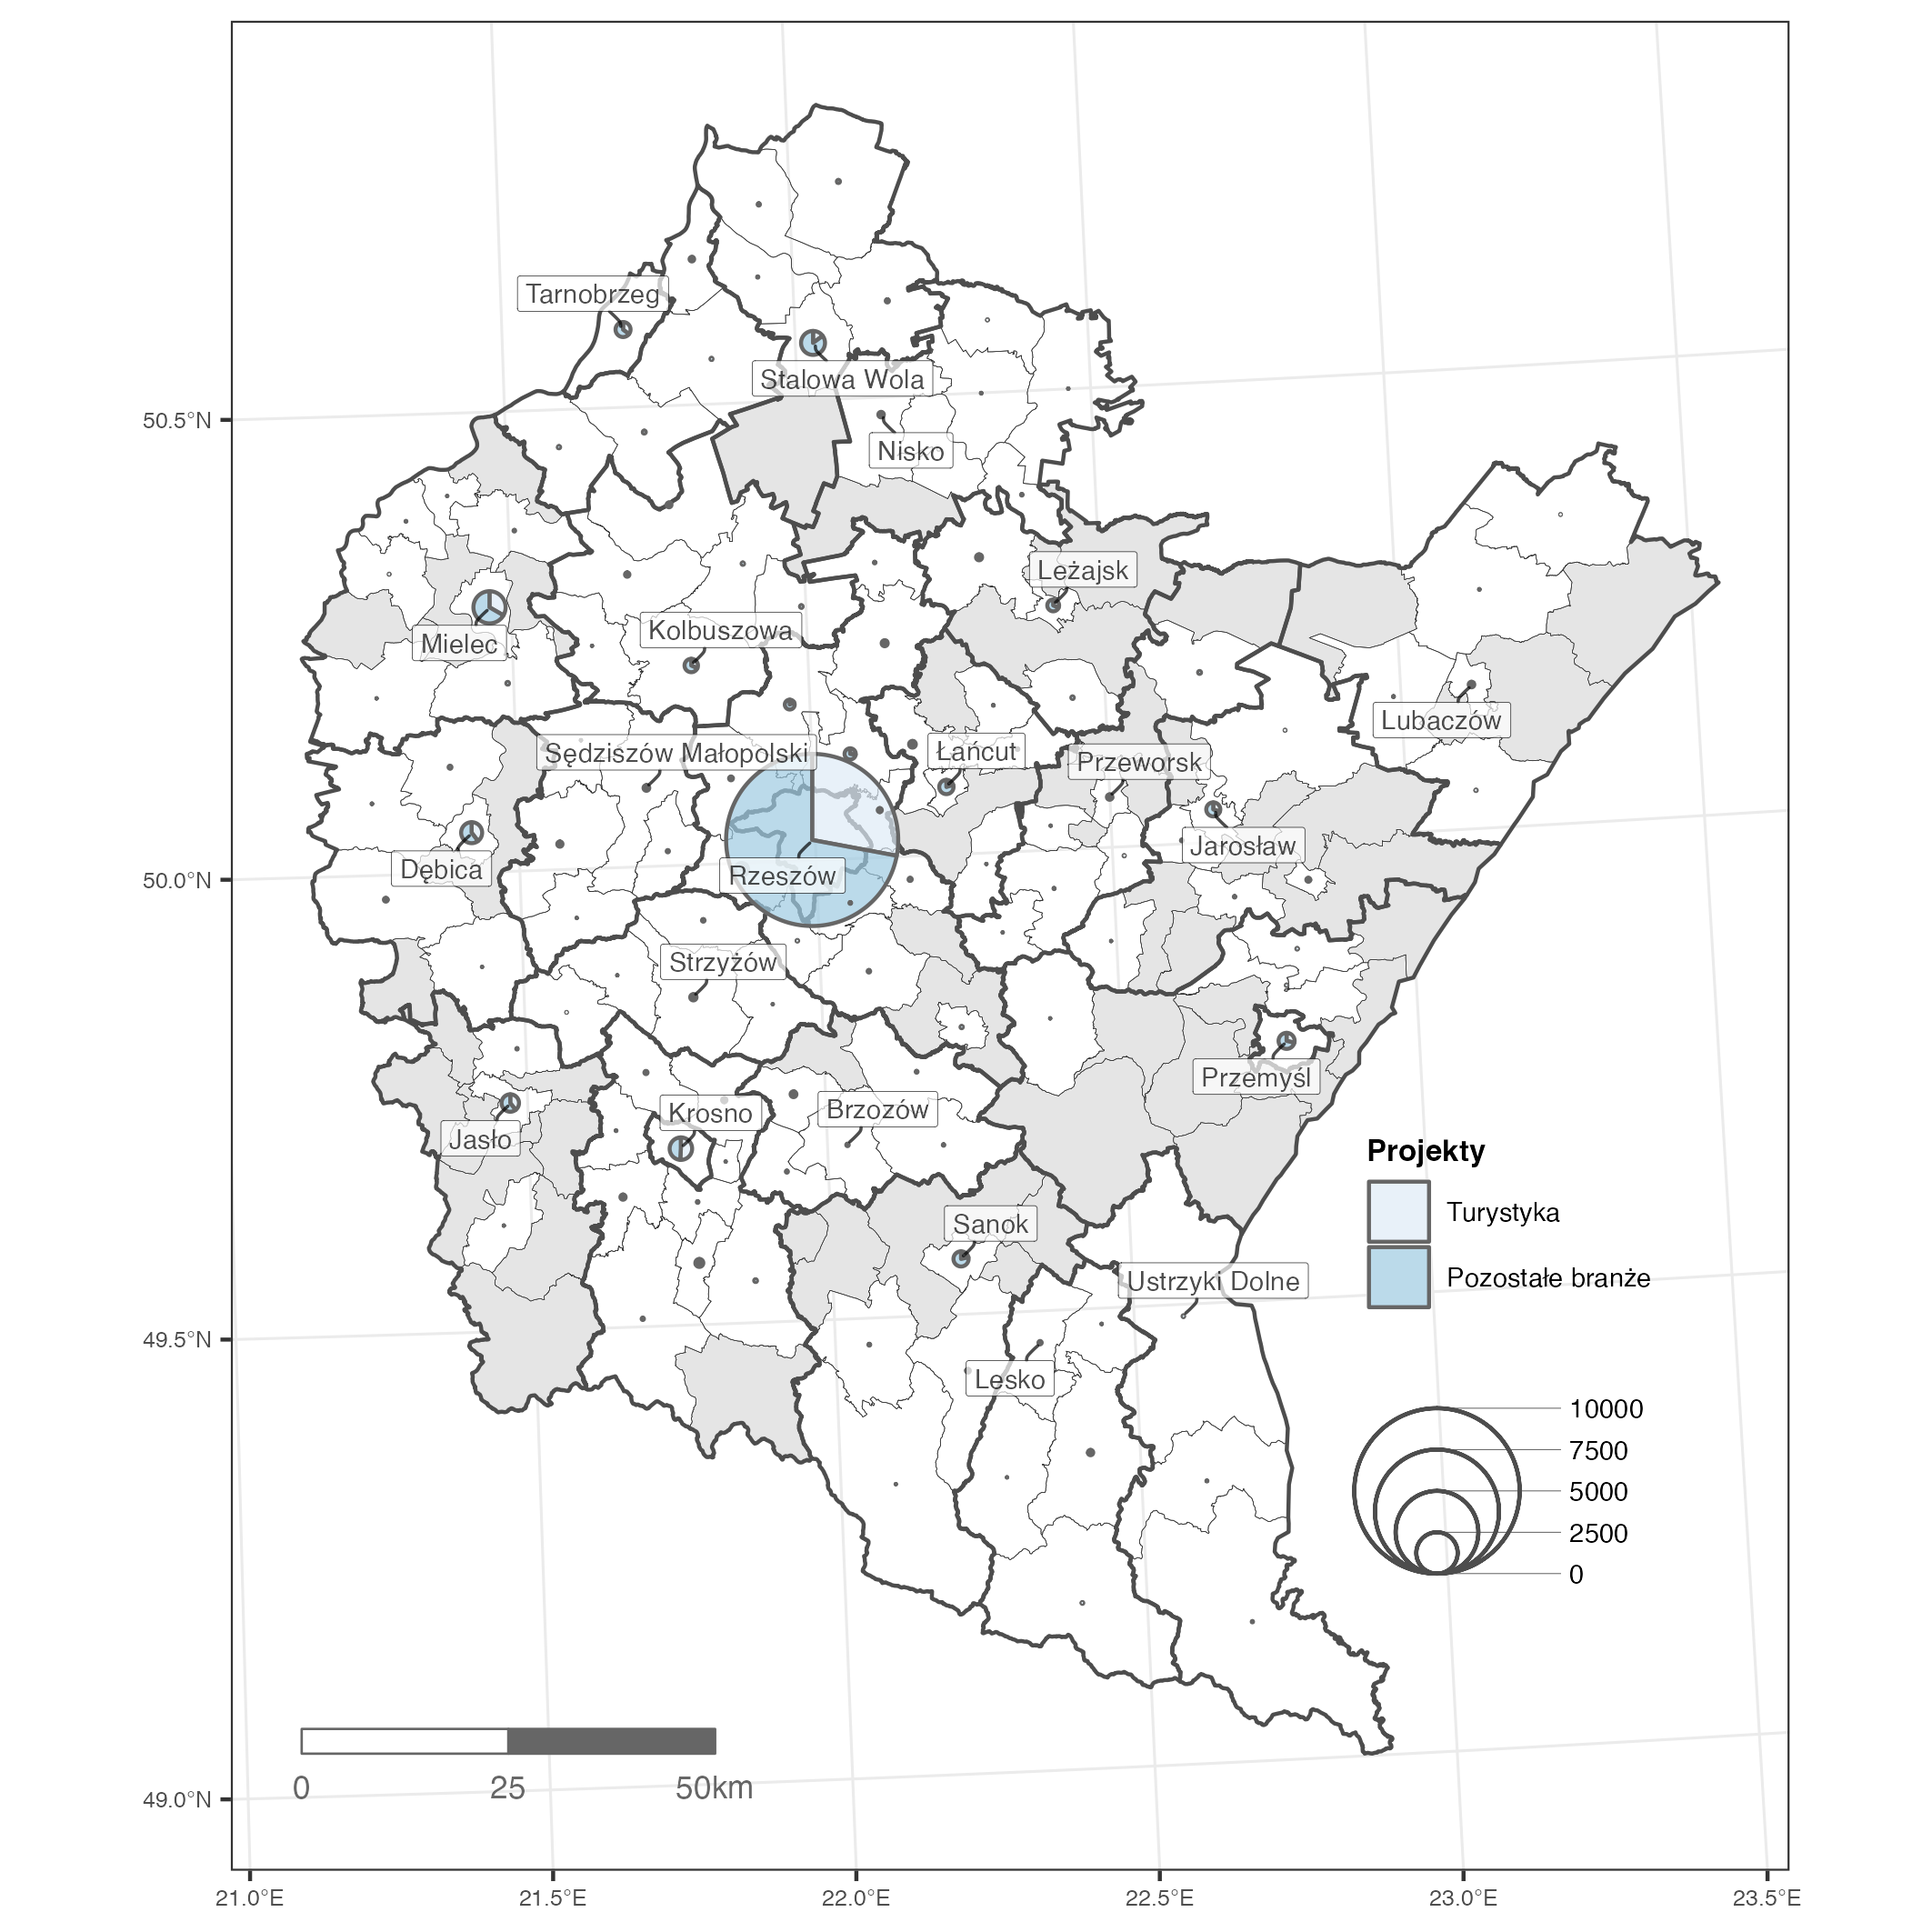 Tarnobrzeg
Stalowa Wola
50.5°N
Nisko
Leżajsk
Kolbuszowa
Mielec
Lubaczów
Sędziszów Małopolski
Łańcut
Przeworsk
Jarosław
Dębica
Rzeszów
50.0°N
Strzyżów
Przemyśl
Krosno
Brzozów
Jasło
Projekty
Turystyka
Pozostałe branże
Sanok
Ustrzyki Dolne
49.5°N
Lesko
10000
7500
5000
2500
0
0 25 50km
49.0°N
21.0°E 21.5°E 22.0°E 22.5°E 23.0°E 23.5°E